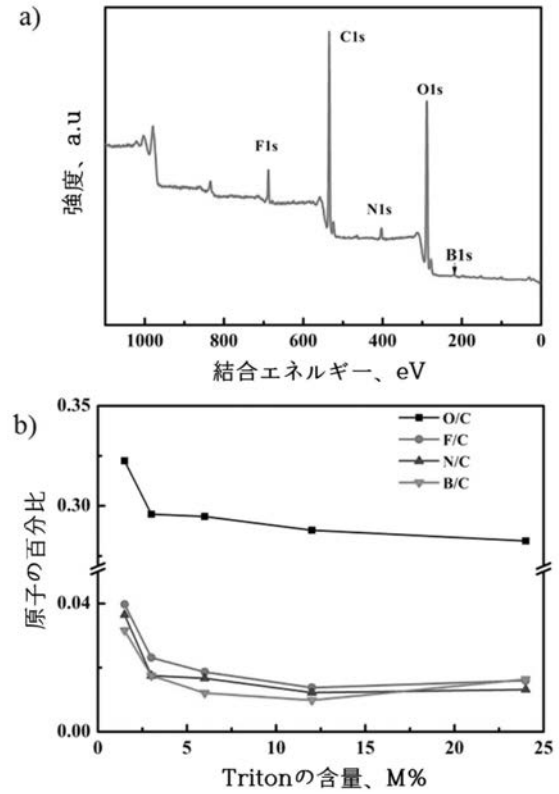 a)
C1s
O1s
F1s
N1s
B1s
強度、a.u
1000 800 600 400 200 0
結合エネルギー、eV
b)
0.35
0.30
0.04
0.00
O/C
F/C
N/C
B/C
原子の百分比
0 5 10 15 20 25
Tritonの含量、M%